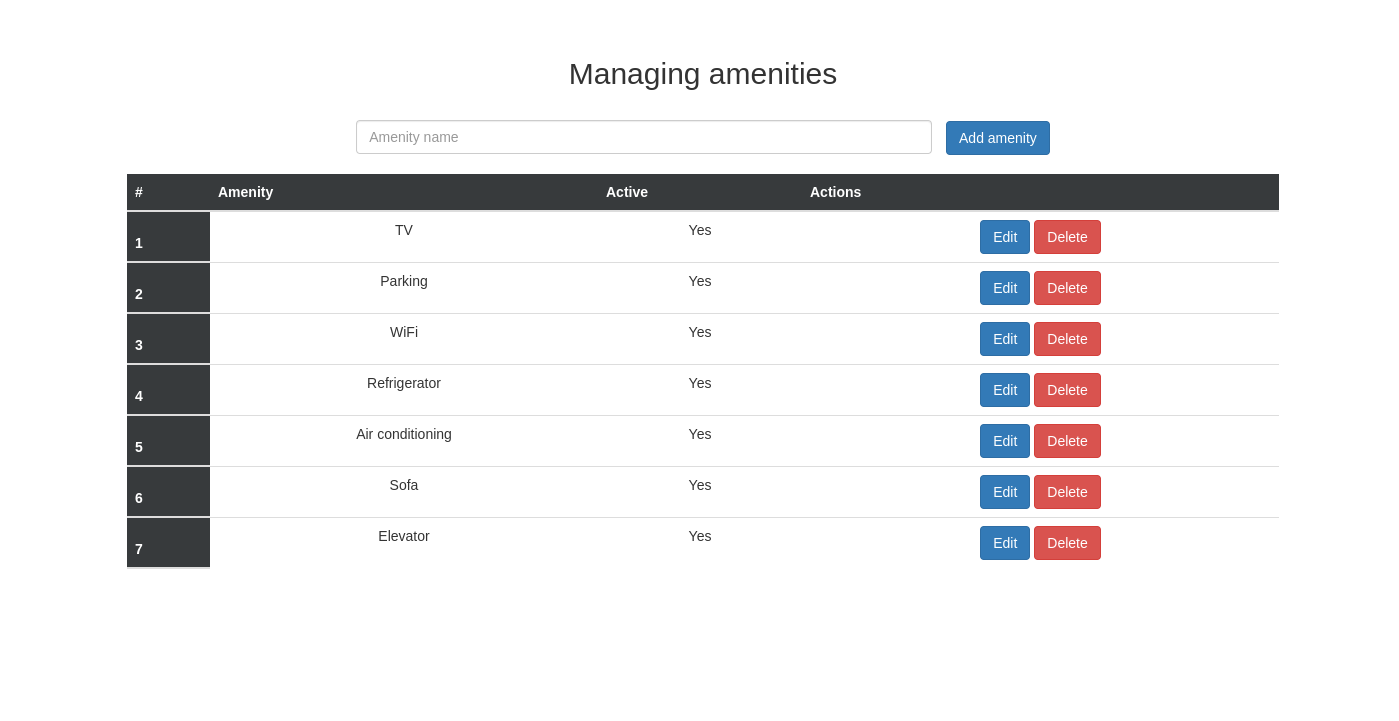 Managing amenities
Amenity name Add amenity
# Amenity Active Actions
1 TV Yes Edit Delete
2 Parking Yes Edit Delete
3 WiFi Yes Edit Delete
4 Refrigerator Yes Edit Delete
5 Air conditioning Yes Edit Delete
6 Sofa Yes Edit Delete
7 Elevator Yes Edit Delete